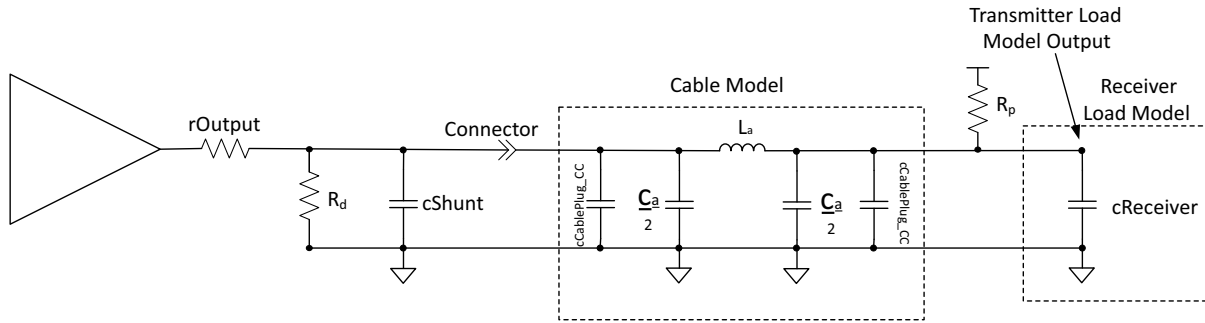 Transmitter Load
Model Output
Cable Model
Receiver
Load Model
rOutput
Connector
La
Rp
Rd
cShunt
cCablePlug_CC
Ca
2
Ca
2
cCablePlug_CC
cReceiver